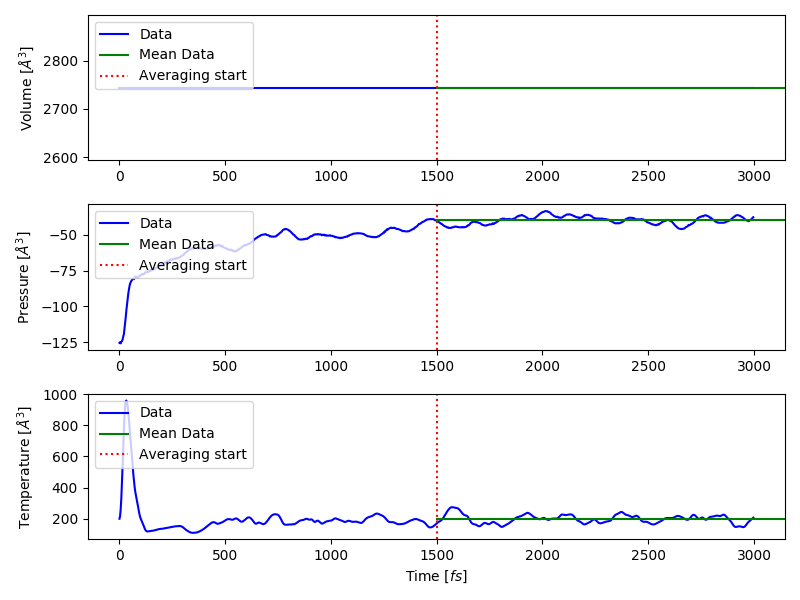 Volume [Å³]
2800
2700
2600
Data
Mean Data
Averaging start
0 500 1000 1500 2000 2500 3000
Pressure [Å³]
−50
−75
−100
−125
Data
Mean Data
Averaging start
0 500 1000 1500 2000 2500 3000
Temperature [Å³]
1000
800
600
400
200
Data
Mean Data
Averaging start
0 500 1000 1500 2000 2500 3000
Time [fs]